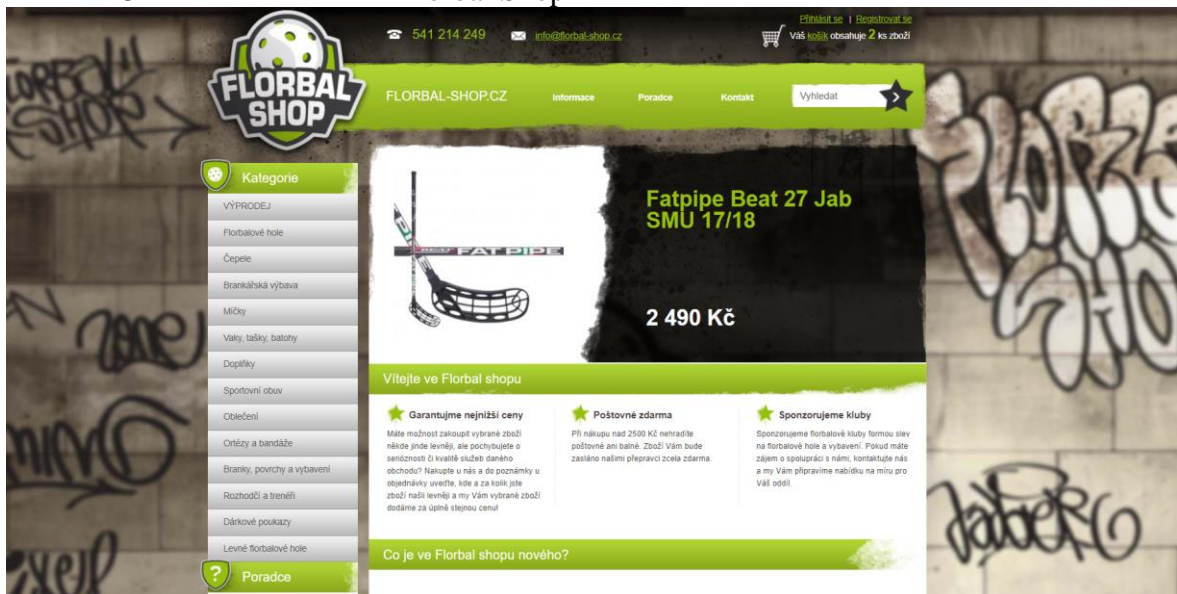 Přihlásit se | Registrovat se
541 214 249
info@florbal-shop.cz
Váš košík obsahuje 2 ks zboží
FLORBAL
SHOP
FLORBAL-SHOP.CZ
Informace
Poradce
Kontakt
Vyhledat
Kategorie
VÝPRODEJ
Florbalové hole
Čepele
Brankářská výbava
Míčky
Vaky, tašky, batohy
Doplňky
Sportovní obuv
Oblečení
Ortézy a bandáže
Branky, povrchy a vybavení
Rozhodčí a trenéři
Dárkové poukazy
Levné florbalové hole
Poradce
FAT PIPE
Fatpipe Beat 27 Jab
SMU 17/18
2 490 Kč
Vítejte ve Florbal shopu
Garantujme nejnižší ceny
Máte možnost zakoupit vybrané zboží
někde jinde levněji, ale pochybujete o
serióznosti či kvalitě služeb daného
obchodu? Nakupte u nás a do poznámky u
objednávky uveďte, kde a za kolik jste
zboží našli levněji a my Vám vybrané zboží
dodáme za úplně stejnou cenu!
Poštovné zdarma
Při nákupu nad 2500 Kč nehradíte
poštovné ani balné. Zboží Vám bude
zasláno našimi přepravci zcela zdarma.
Sponzorujeme kluby
Sponzorujeme florbalové kluby formou slev
na florbalové hole a vybavení. Pokud máte
zájem o spolupráci s námi, kontaktujte nás
a my Vám připravíme nabídku na míru pro
Váš oddíl.
Co je ve Florbal shopu nového?